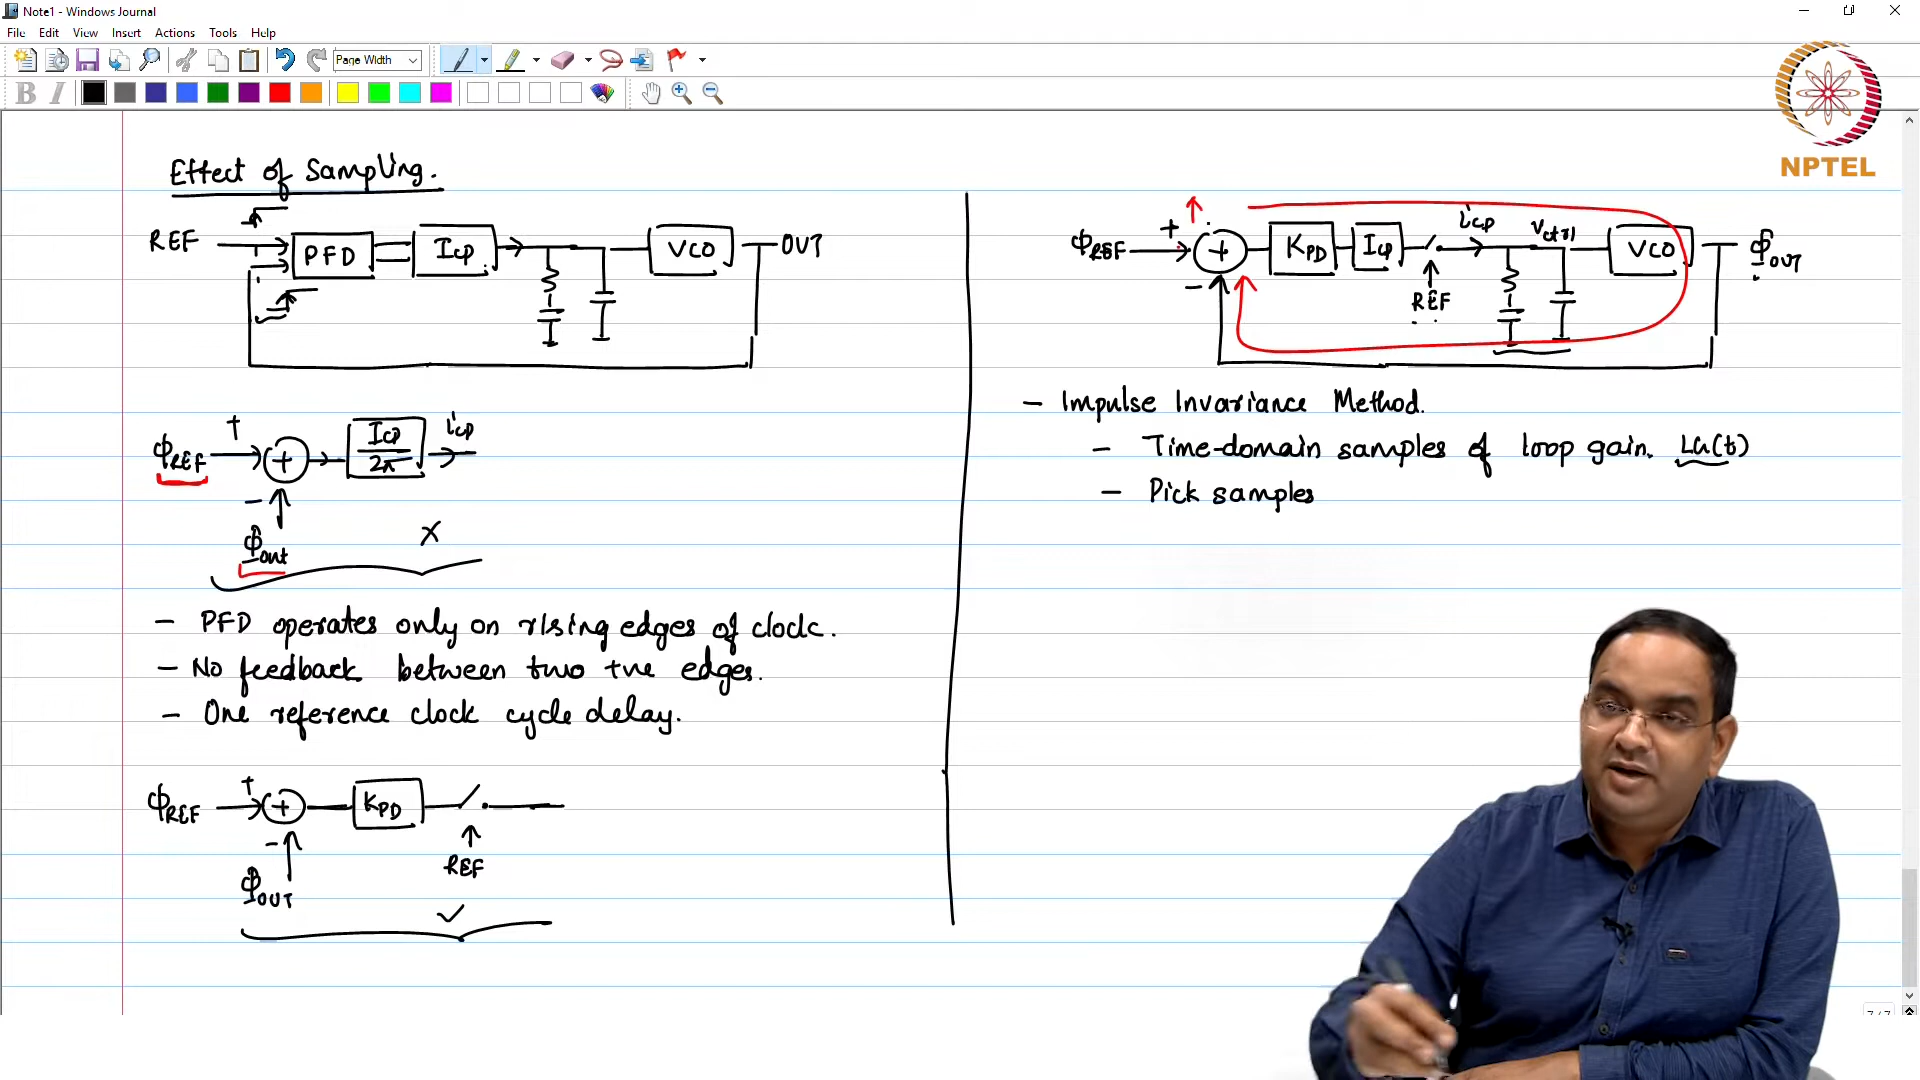 Note1 - Windows Journal
File Edit View Insert Actions Tools Help
Page Width
B I
NPTEL
Effect of Sampling.
REF PFD Icp VCO OUT
ΦREF + Icp/2π icp
-
Φout X
- PFD operates only on rising edges of clock.
- No feedback between two +ve edges.
- One reference clock cycle delay.
ΦREF + KPD
-
REF
ΦOUT
ΦREF + KPD Icp icp Vctrl VCO ΦOUT
- REF
- Impulse Invariance Method.
- Time-domain samples of loop gain. LG(t)
- Pick samples
7 / 7